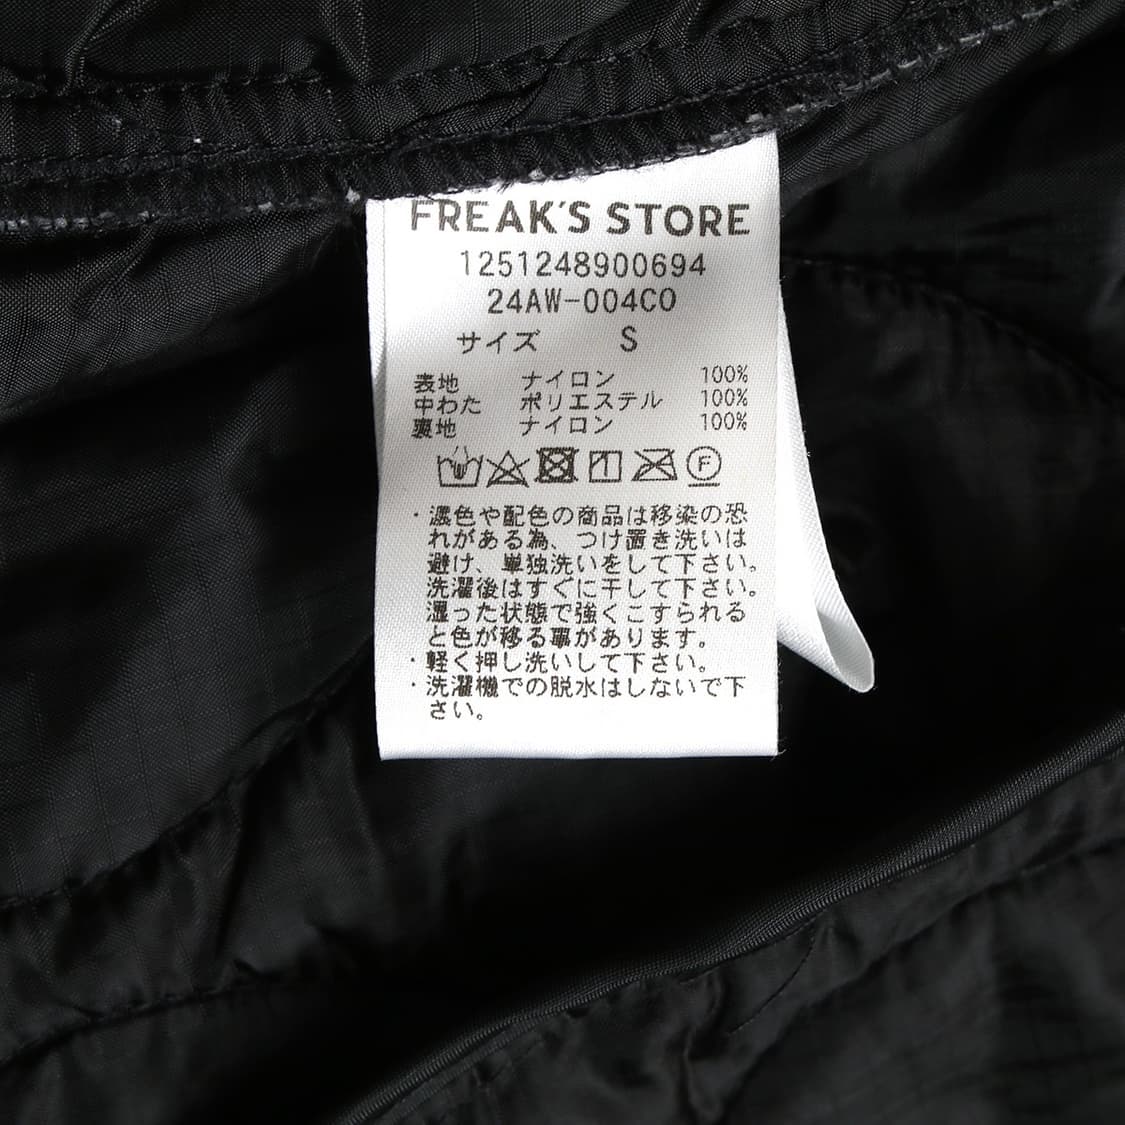 FREAK'S STORE
1251248900694
24AW-004CO
サイズ S
表地 ナイロン 100%
中わた ポリエステル 100%
裏地 ナイロン 100%
F
・濃色や配色の商品は移染の恐
れがある為、つけ置き洗いは
避け、単独洗いをして下さい。
洗濯後はすぐに干して下さい。
湿った状態で強くこすられる
と色が移る事があります。
・軽く押し洗いして下さい。
・洗濯機での脱水はしないで下
さい。